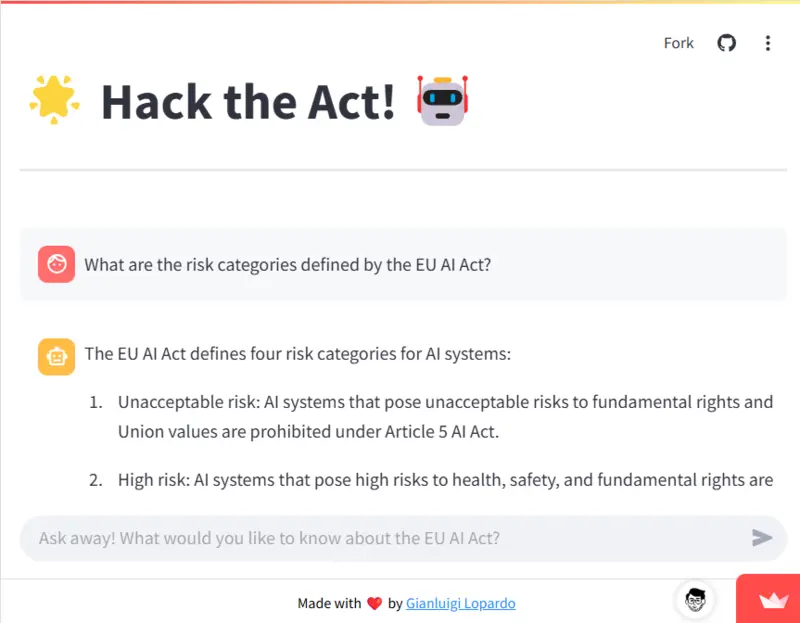 Fork
Hack the Act!
What are the risk categories defined by the EU AI Act?
The EU AI Act defines four risk categories for AI systems:
1. Unacceptable risk: AI systems that pose unacceptable risks to fundamental rights and
Union values are prohibited under Article 5 AI Act.
2. High risk: AI systems that pose high risks to health, safety, and fundamental rights are
Ask away! What would you like to know about the EU AI Act?
Made with ❤️ by Gianluigi Lopardo